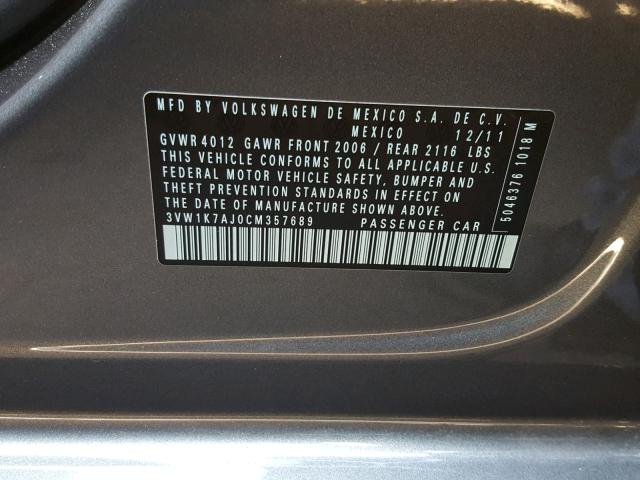 MFD BY VOLKSWAGEN DE MEXICO S.A. DE C.V.
MEXICO 12/11
GVWR 4012 GAWR FRONT 2006 / REAR 2116 LBS
THIS VEHICLE CONFORMS TO ALL APPLICABLE U.S.
FEDERAL MOTOR VEHICLE SAFETY, BUMPER AND
THEFT PREVENTION STANDARDS IN EFFECT ON
THE DATE OF MANUFACTURE SHOWN ABOVE.
3VW1K7AJ0CM357689 PASSENGER CAR
5046376 1018 M